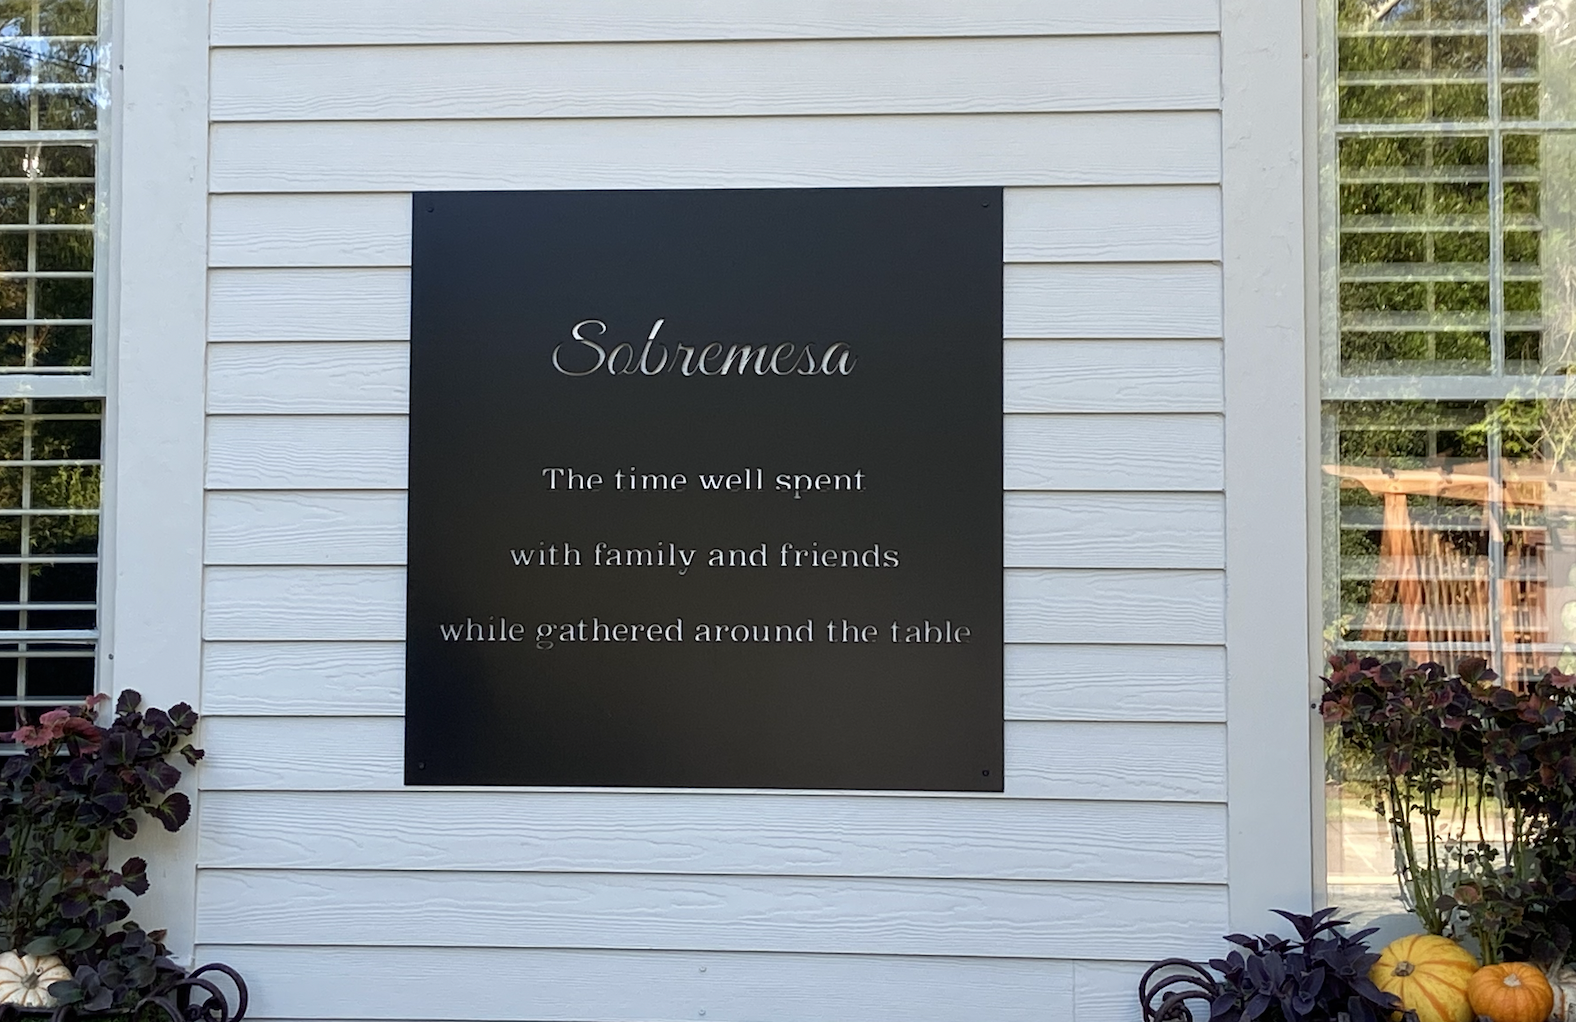 Sobremesa
The time well spent
with family and friends
while gathered around the table